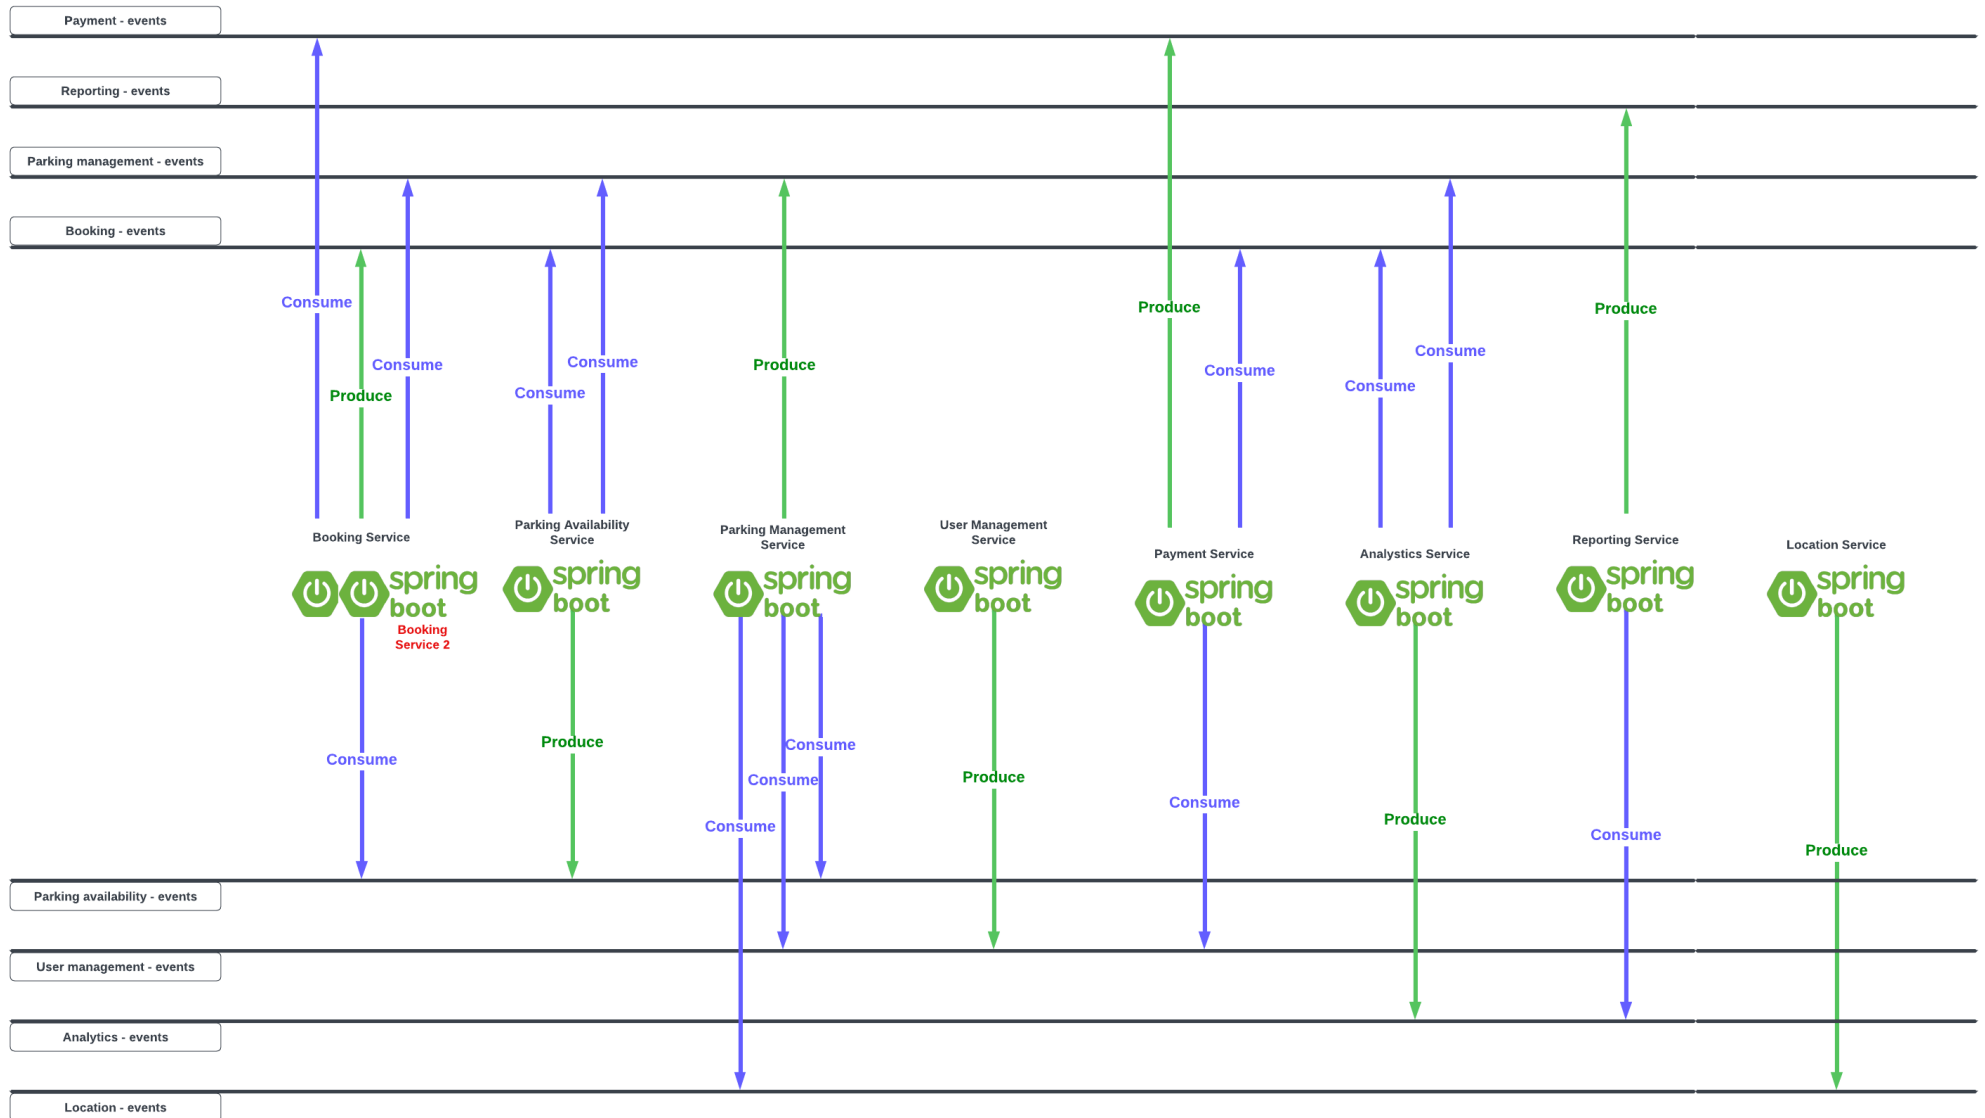 Payment - events
Reporting - events
Parking management - events
Booking - events
Consume
Produce
Consume
Consume
Consume
Produce
Produce
Consume
Consume
Consume
Produce
Booking Service
Parking Availability
Service
Parking Management
Service
User Management
Service
Payment Service
Analystics Service
Reporting Service
Location Service
spring
boot
Booking
Service 2
spring
boot
spring
boot
spring
boot
spring
boot
spring
boot
spring
boot
spring
boot
Consume
Produce
Consume
Consume
Consume
Produce
Consume
Produce
Consume
Produce
Parking availability - events
User management - events
Analytics - events
Location - events